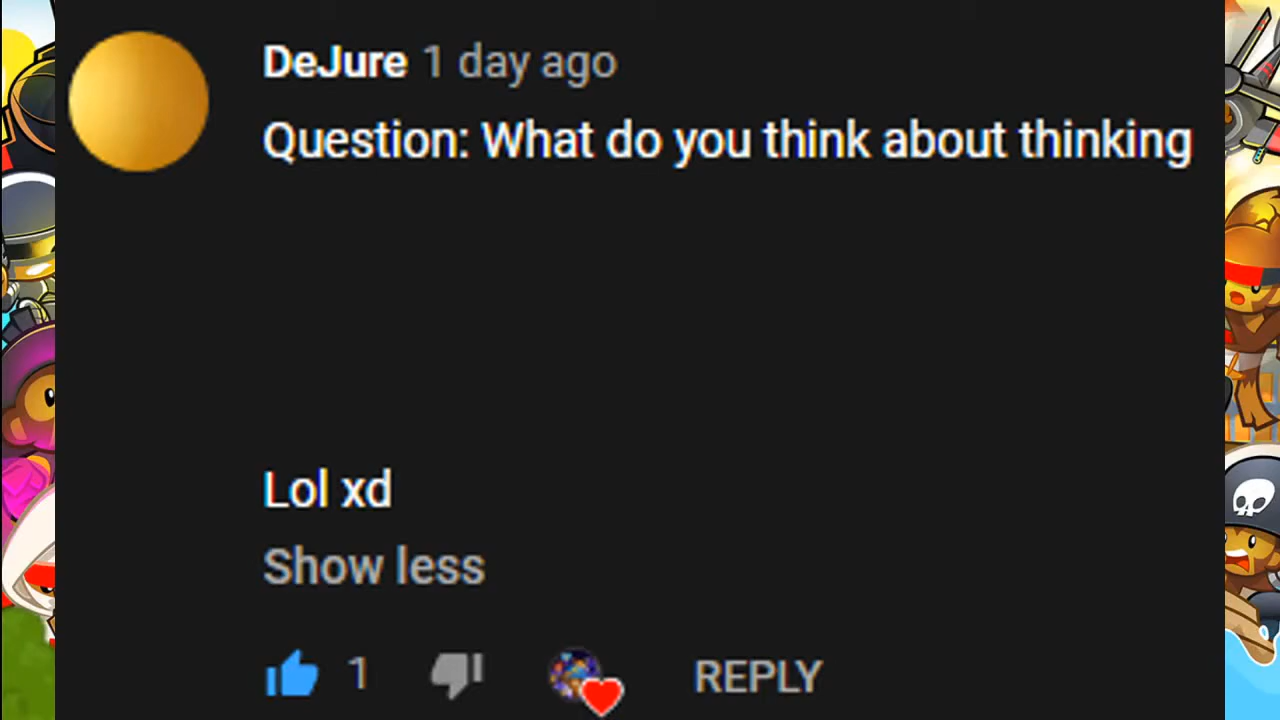 DeJure 1 day ago
Question: What do you think about thinking
Lol xd
Show less
1 REPLY